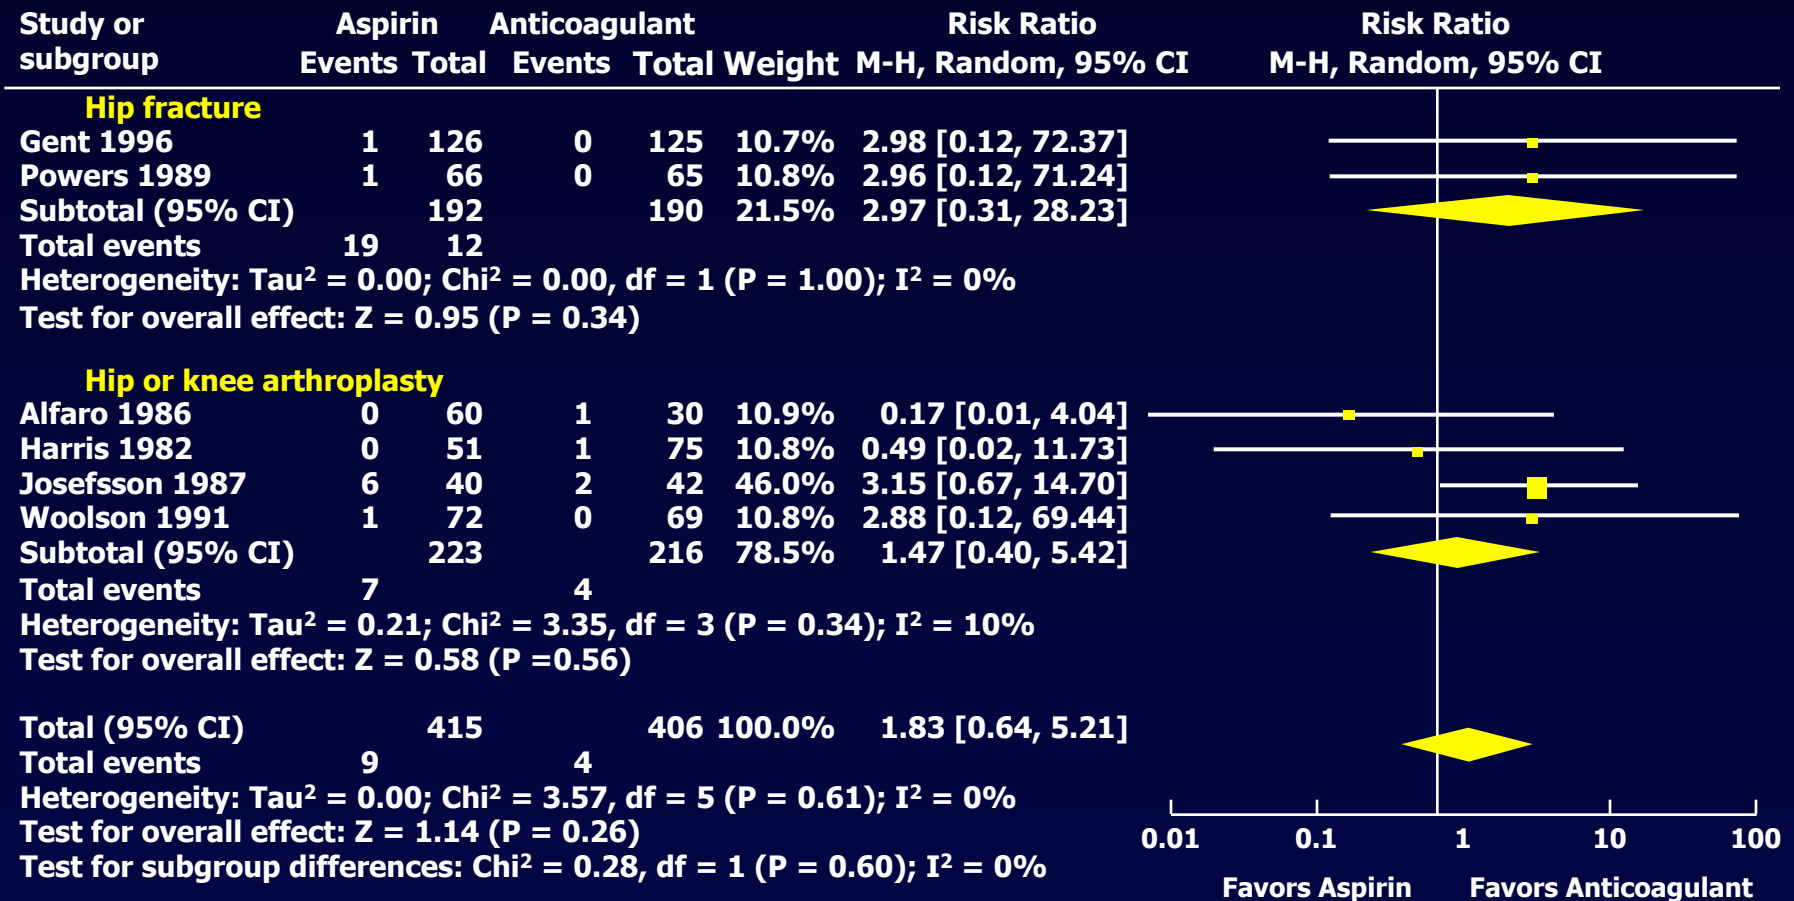 Study or Aspirin Anticoagulant Risk Ratio Risk Ratio
subgroup Events Total Events Total Weight M-H, Random, 95% CI M-H, Random, 95% CI
Hip fracture
Gent 1996 1 126 0 125 10.7% 2.98 [0.12, 72.37]
Powers 1989 1 66 0 65 10.8% 2.96 [0.12, 71.24]
Subtotal (95% CI) 192 190 21.5% 2.97 [0.31, 28.23]
Total events 19 12
Heterogeneity: Tau² = 0.00; Chi² = 0.00, df = 1 (P = 1.00); I² = 0%
Test for overall effect: Z = 0.95 (P = 0.34)
Hip or knee arthroplasty
Alfaro 1986 0 60 1 30 10.9% 0.17 [0.01, 4.04]
Harris 1982 0 51 1 75 10.8% 0.49 [0.02, 11.73]
Josefsson 1987 6 40 2 42 46.0% 3.15 [0.67, 14.70]
Woolson 1991 1 72 0 69 10.8% 2.88 [0.12, 69.44]
Subtotal (95% CI) 223 216 78.5% 1.47 [0.40, 5.42]
Total events 7 4
Heterogeneity: Tau² = 0.21; Chi² = 3.35, df = 3 (P = 0.34); I² = 10%
Test for overall effect: Z = 0.58 (P =0.56)
Total (95% CI) 415 406 100.0% 1.83 [0.64, 5.21]
Total events 9 4
Heterogeneity: Tau² = 0.00; Chi² = 3.57, df = 5 (P = 0.61); I² = 0%
Test for overall effect: Z = 1.14 (P = 0.26)
0.01 0.1 1 10 100
Test for subgroup differences: Chi² = 0.28, df = 1 (P = 0.60); I² = 0%
Favors Aspirin Favors Anticoagulant